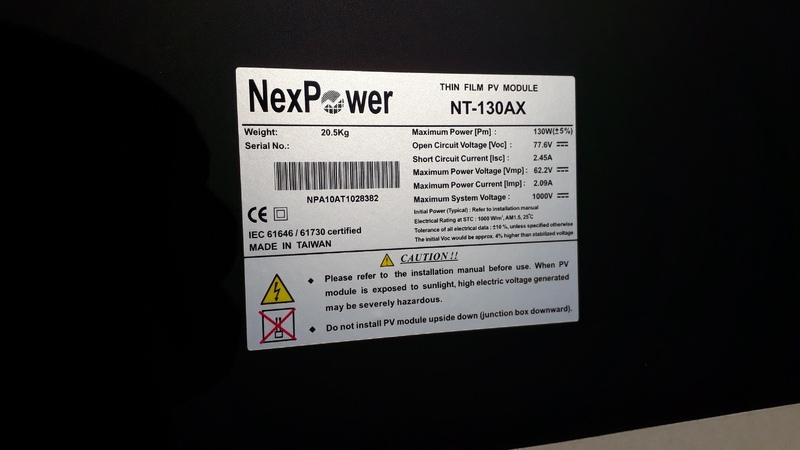 NexPower
THIN FILM PV MODULE
NT-130AX
Weight: 20.5Kg
Serial No.:
NPA10AT1028382
CE
IEC 61646 / 61730 certified
MADE IN TAIWAN
Maximum Power [Pm] : 130W(±5%)
Open Circuit Voltage [Voc] : 77.6V
Short Circuit Current [Isc] : 2.45A
Maximum Power Voltage [Vmp] : 62.2V
Maximum Power Current [Imp] : 2.09A
Maximum System Voltage : 1000V
Initial Power (Typical) : Refer to installation manual
Electrical Rating at STC : 1000 W/m², AM1.5, 25°C
Tolerance of all electrical data : ±10 %, unless specified otherwise
The initial Voc would be approx. 4% higher than stabilized voltage
CAUTION!!
◆ Please refer to the installation manual before use. When PV
module is exposed to sunlight, high electric voltage generated
may be severely hazardous.
◆ Do not install PV module upside down (junction box downward).